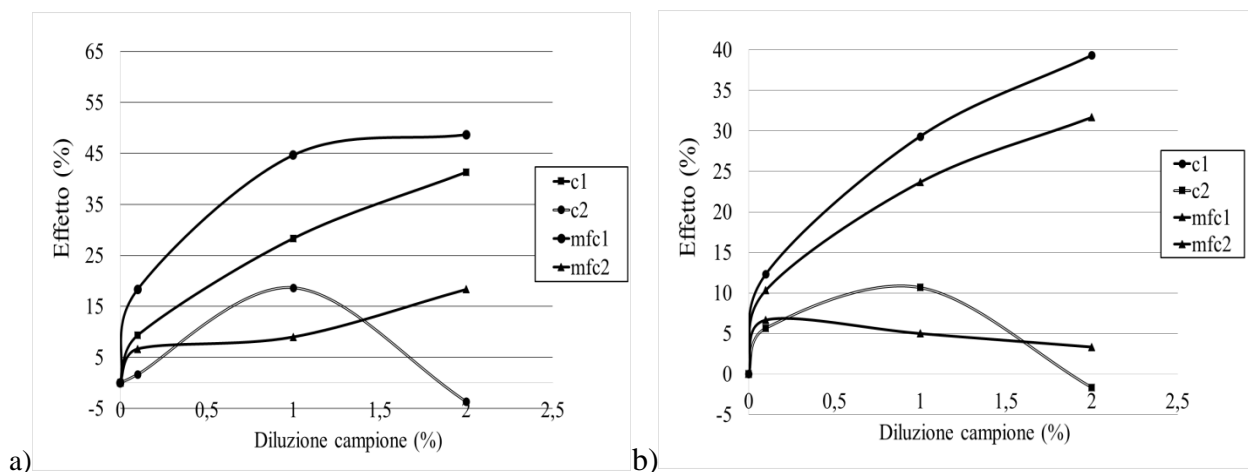 65
55
45
35
25
15
5
-5
0
0,5
1
1,5
2
2,5
Effetto (%)
Diluzione campione (%)
c1
c2
mfc1
mfc2
a)
40
35
30
25
20
15
10
5
0
-5
0
0,5
1
1,5
2
2,5
Effetto (%)
Diluzione campione (%)
c1
c2
mfc1
mfc2
b)